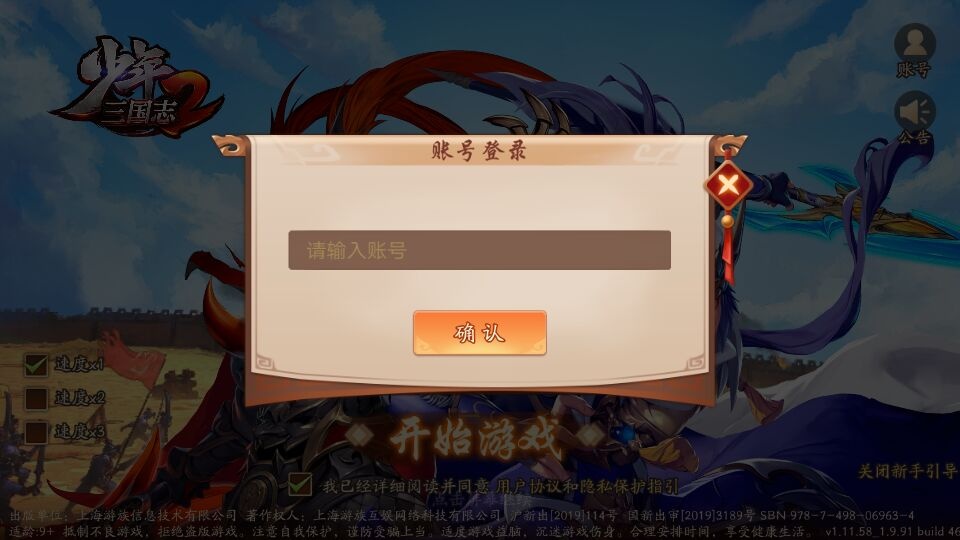 少年
三国志2
账号
公告
账号登录
请输入账号
确认
速度x1
速度x2
速度x3
开始游戏
关闭新手引导
我已经详细阅读并同意 用户协议和隐私保护指引
出版单位：上海游族信息技术有限公司 著作权人：上海游族互娱网络科技有限公司 沪新出[2019]114号 国新出审[2019]3189号 SBN 978-7-498-06963-4
适龄:9+ 抵制不良游戏，拒绝盗版游戏。注意自我保护，谨防受骗上当。适度游戏益脑，沉迷游戏伤身。合理安排时间，享受健康生活。 v1.11.58_1.9.91 build 46